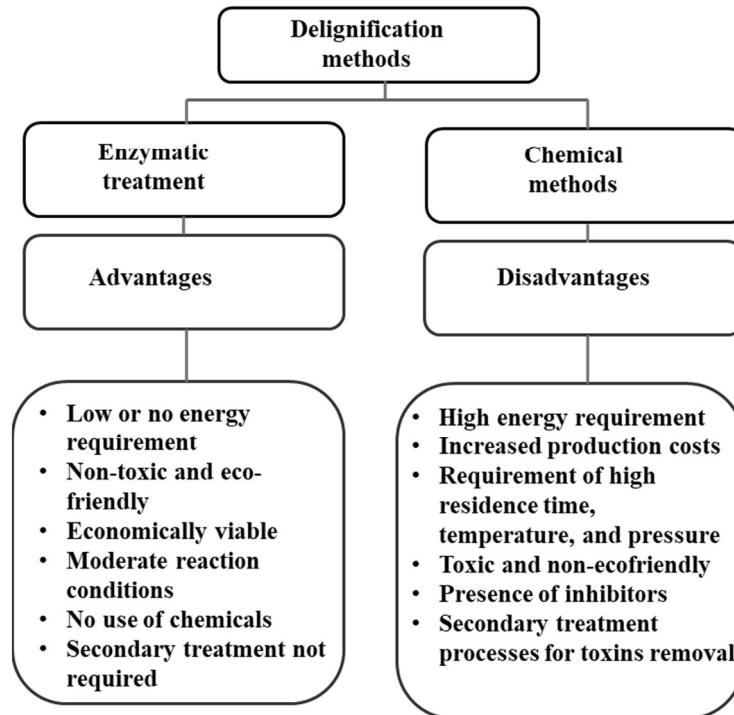 Delignification
methods
Enzymatic
treatment
Chemical
methods
Advantages
Disadvantages
• Low or no energy
requirement
• Non-toxic and eco-
friendly
• Economically viable
• Moderate reaction
conditions
• No use of chemicals
• Secondary treatment not
required
• High energy requirement
• Increased production costs
• Requirement of high
residence time,
temperature, and pressure
• Toxic and non-ecofriendly
• Presence of inhibitors
• Secondary treatment
processes for toxins removal